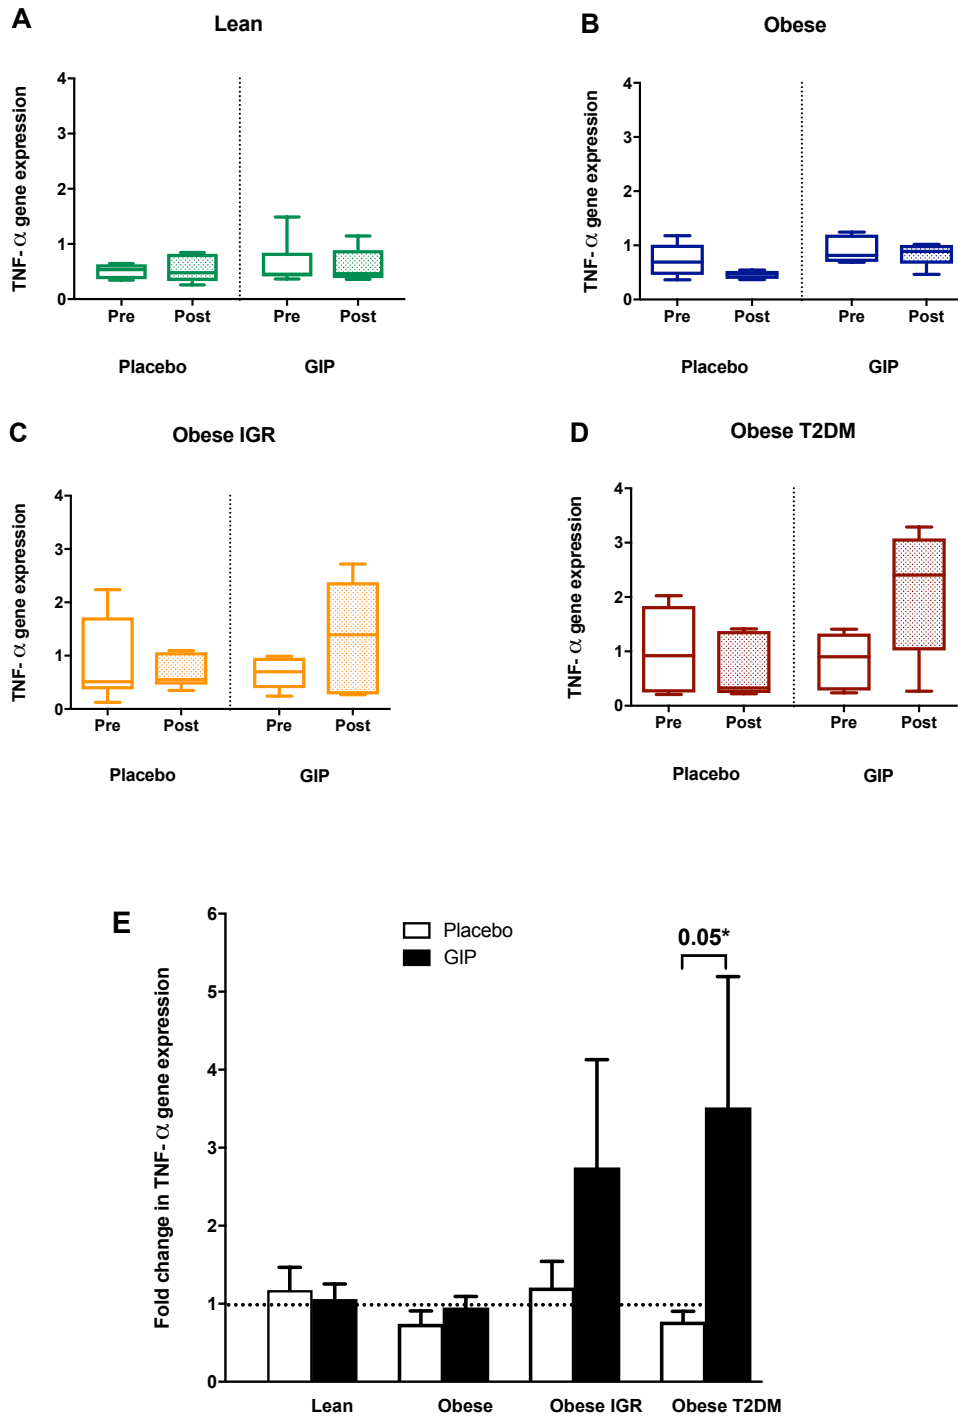 A
Lean
TNF- α gene expression
4
3
2
1
0
Pre
Post
Pre
Post
Placebo
GIP
B
Obese
TNF- α gene expression
4
3
2
1
0
Pre
Post
Pre
Post
Placebo
GIP
C
Obese IGR
TNF- α gene expression
4
3
2
1
0
Pre
Post
Pre
Post
Placebo
GIP
D
Obese T2DM
TNF- α gene expression
4
3
2
1
0
Pre
Post
Pre
Post
Placebo
GIP
E
Fold change in TNF- α gene expression
6
5
4
3
2
1
0
Placebo
GIP
0.05*
Lean
Obese
Obese IGR
Obese T2DM